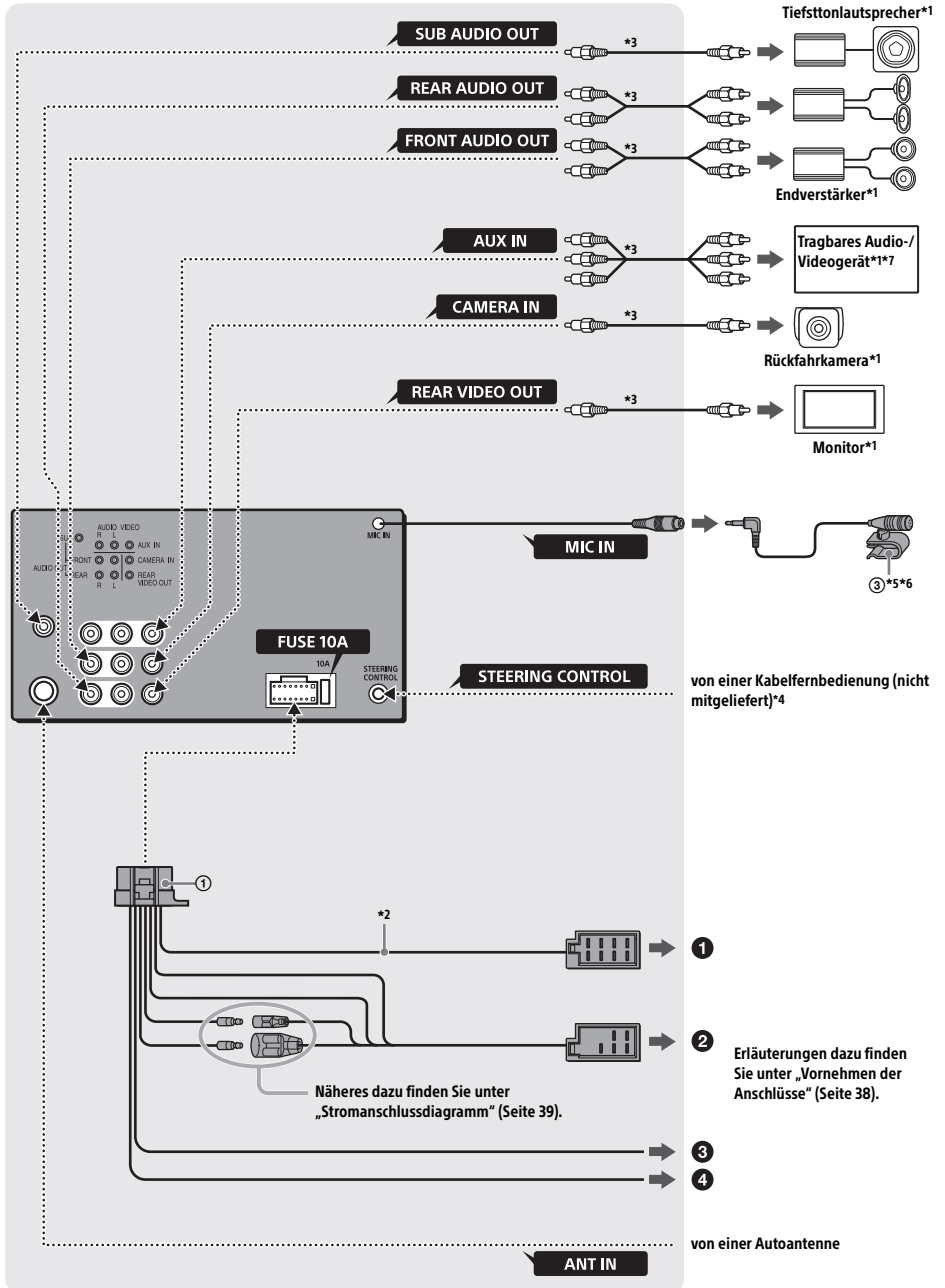 Tiefsttonlautsprecher*1
SUB AUDIO OUT
*3
REAR AUDIO OUT
*3
FRONT AUDIO OUT
*3
Endverstärker*1
AUX IN
*3
Tragbares Audio-/
Videogerät*1*7
CAMERA IN
*3
Rückfahrkamera*1
REAR VIDEO OUT
*3
Monitor*1
AUDIO VIDEO
R L
SUB
AUX IN
FRONT
CAMERA IN
AUDIO OUT
REAR
REAR
VIDEO OUT
R L
MIC IN
MIC IN
③*5*6
FUSE 10A
10A
STEERING
CONTROL
STEERING CONTROL
von einer Kabelfernbedienung (nicht
mitgeliefert)*4
①
*2
❶
❷
Erläuterungen dazu finden
Sie unter „Vornehmen der
Anschlüsse“ (Seite 38).
Näheres dazu finden Sie unter
„Stromanschlussdiagramm“ (Seite 39).
❸
❹
von einer Autoantenne
ANT IN